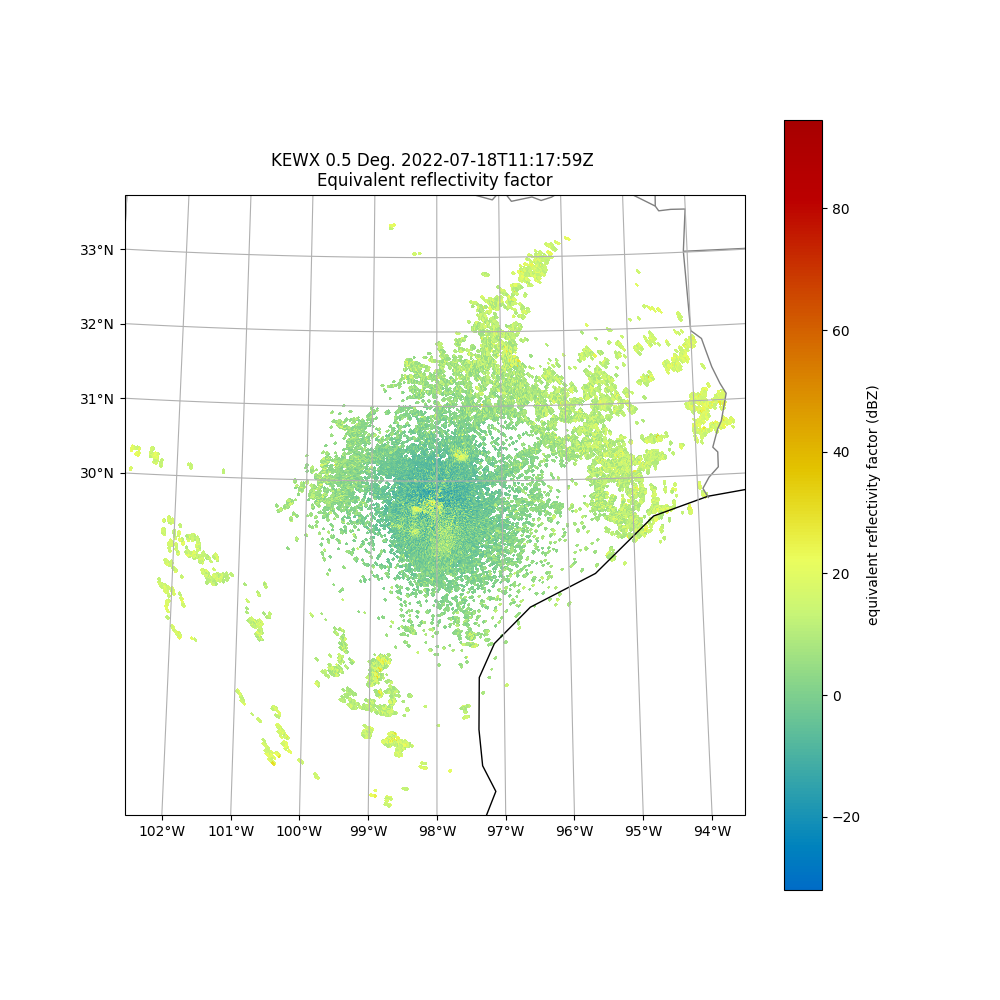 KEWX 0.5 Deg. 2022-07-18T11:17:59Z
Equivalent reflectivity factor
33°N
32°N
31°N
30°N
102°W 101°W 100°W 99°W 98°W 97°W 96°W 95°W 94°W
80
60
40
20
0
−20
equivalent reflectivity factor (dBZ)